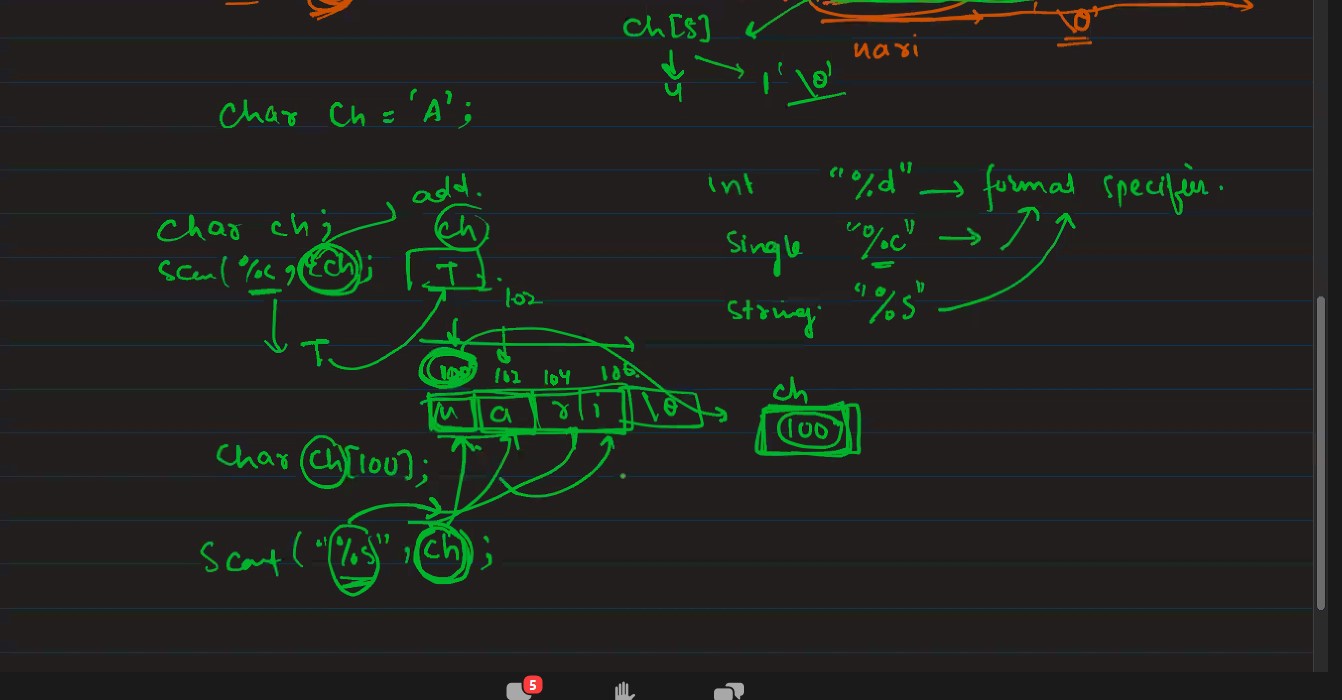 ch[5]
nari
'\0'
4
1 '\0'
char ch = 'A';
add.
int "%d" → formal specifier.
char ch;
ch
single "%c" →
scan("%c, &ch);
T
string. "%s"
102
T
100 102 104 106
n a r i \0
ch
100
char ch[100];
scanf("%s", ch);
5